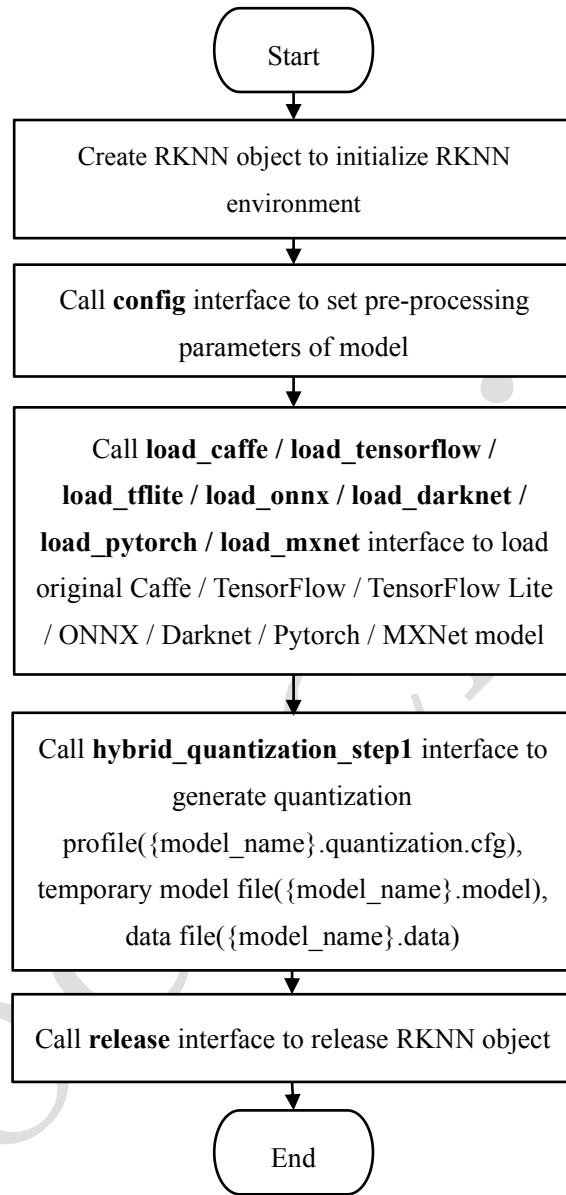 Start
Create RKNN object to initialize RKNN
environment
Call config interface to set pre-processing
parameters of model
Call load_caffe / load_tensorflow /
load_tflite / load_onnx / load_darknet /
load_pytorch / load_mxnet interface to load
original Caffe / TensorFlow / TensorFlow Lite
/ ONNX / Darknet / Pytorch / MXNet model
Call hybrid_quantization_step1 interface to
generate quantization
profile({model_name}.quantization.cfg),
temporary model file({model_name}.model),
data file({model_name}.data)
Call release interface to release RKNN object
End